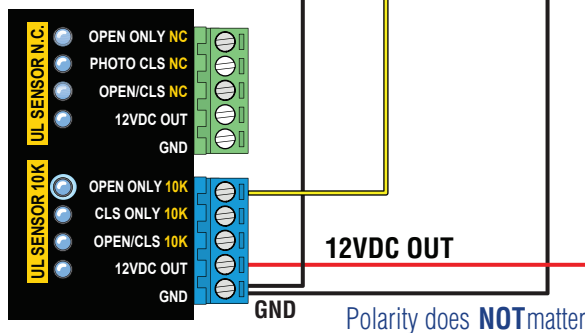 UL SENSOR N.C.
OPEN ONLY NC
PHOTO CLS NC
OPEN/CLS NC
12VDC OUT
GND
UL SENSOR 10K
OPEN ONLY 10K
CLS ONLY 10K
OPEN/CLS 10K
12VDC OUT
GND
12VDC OUT
GND
Polarity does NOT matter